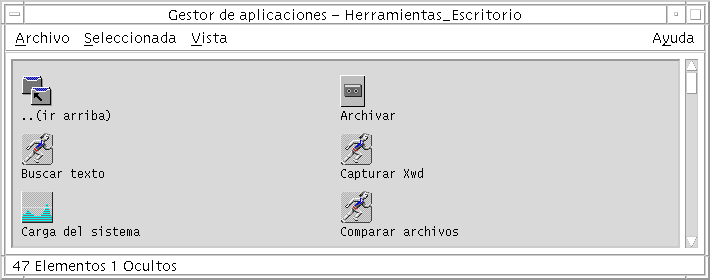 Gestor de aplicaciones – Herramientas_Escritorio
Archivo Seleccionada Vista Ayuda
..(ir arriba) Archivar
Buscar texto Capturar Xwd
Carga del sistema Comparar archivos
47 Elementos 1 Ocultos